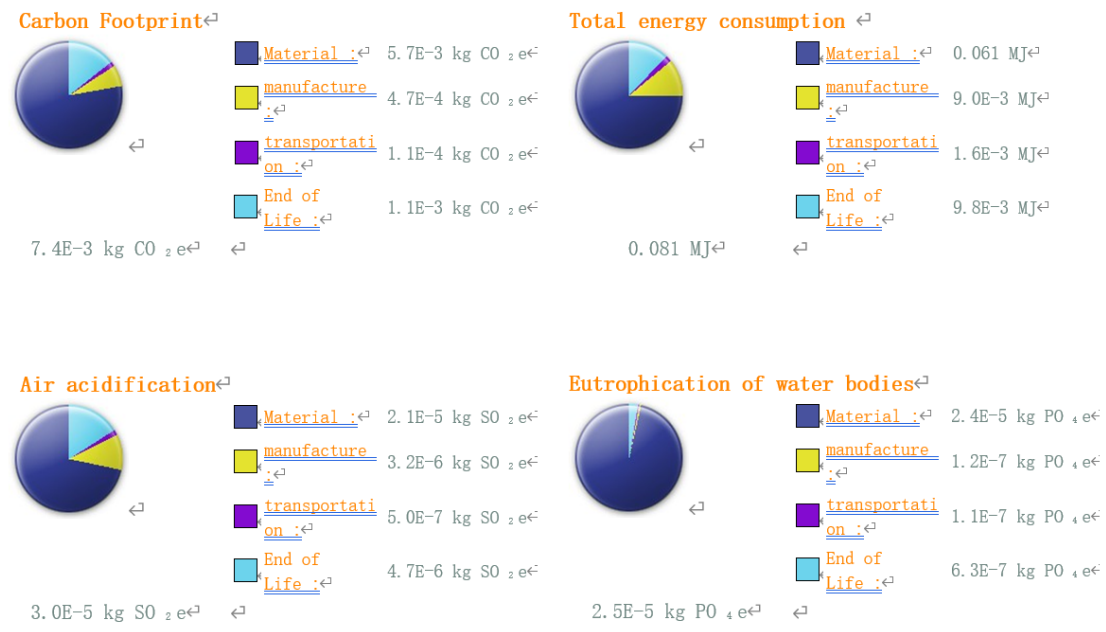 Carbon Footprint
Material : 5.7E-3 kg CO ₂ e
manufacture
: 4.7E-4 kg CO ₂ e
transportati
on : 1.1E-4 kg CO ₂ e
End of
Life : 1.1E-3 kg CO ₂ e
7.4E-3 kg CO ₂ e
Total energy consumption
Material : 0.061 MJ
manufacture
: 9.0E-3 MJ
transportati
on : 1.6E-3 MJ
End of
Life : 9.8E-3 MJ
0.081 MJ
Air acidification
Material : 2.1E-5 kg SO ₂ e
manufacture
: 3.2E-6 kg SO ₂ e
transportati
on : 5.0E-7 kg SO ₂ e
End of
Life : 4.7E-6 kg SO ₂ e
3.0E-5 kg SO ₂ e
Eutrophication of water bodies
Material : 2.4E-5 kg PO ₄ e
manufacture
: 1.2E-7 kg PO ₄ e
transportati
on : 1.1E-7 kg PO ₄ e
End of
Life : 6.3E-7 kg PO ₄ e
2.5E-5 kg PO ₄ e